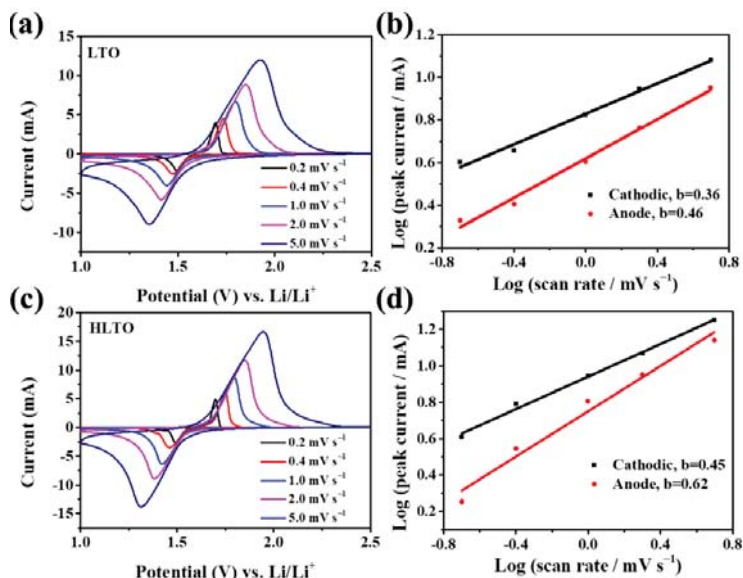 (a)
LTO
15
10
5
0
-5
-10
Current (mA)
0.2 mV s⁻¹
0.4 mV s⁻¹
1.0 mV s⁻¹
2.0 mV s⁻¹
5.0 mV s⁻¹
1.0 1.5 2.0 2.5
Potential (V) vs. Li/Li⁺
(b)
1.2
1.0
0.8
0.6
0.4
0.2
Log (peak current / mA)
Cathodic, b=0.36
Anode, b=0.46
-0.8 -0.4 0.0 0.4 0.8
Log (scan rate / mV s⁻¹)
(c)
HLTO
20
15
10
5
0
-5
-10
-15
Current (mA)
0.2 mV s⁻¹
0.4 mV s⁻¹
1.0 mV s⁻¹
2.0 mV s⁻¹
5.0 mV s⁻¹
1.0 1.5 2.0 2.5
Potential (V) vs. Li/Li⁺
(d)
1.2
1.0
0.8
0.6
0.4
0.2
Log (peak current / mA)
Cathodic, b=0.45
Anode, b=0.62
-0.8 -0.4 0.0 0.4 0.8
Log (scan rate / mV s⁻¹)